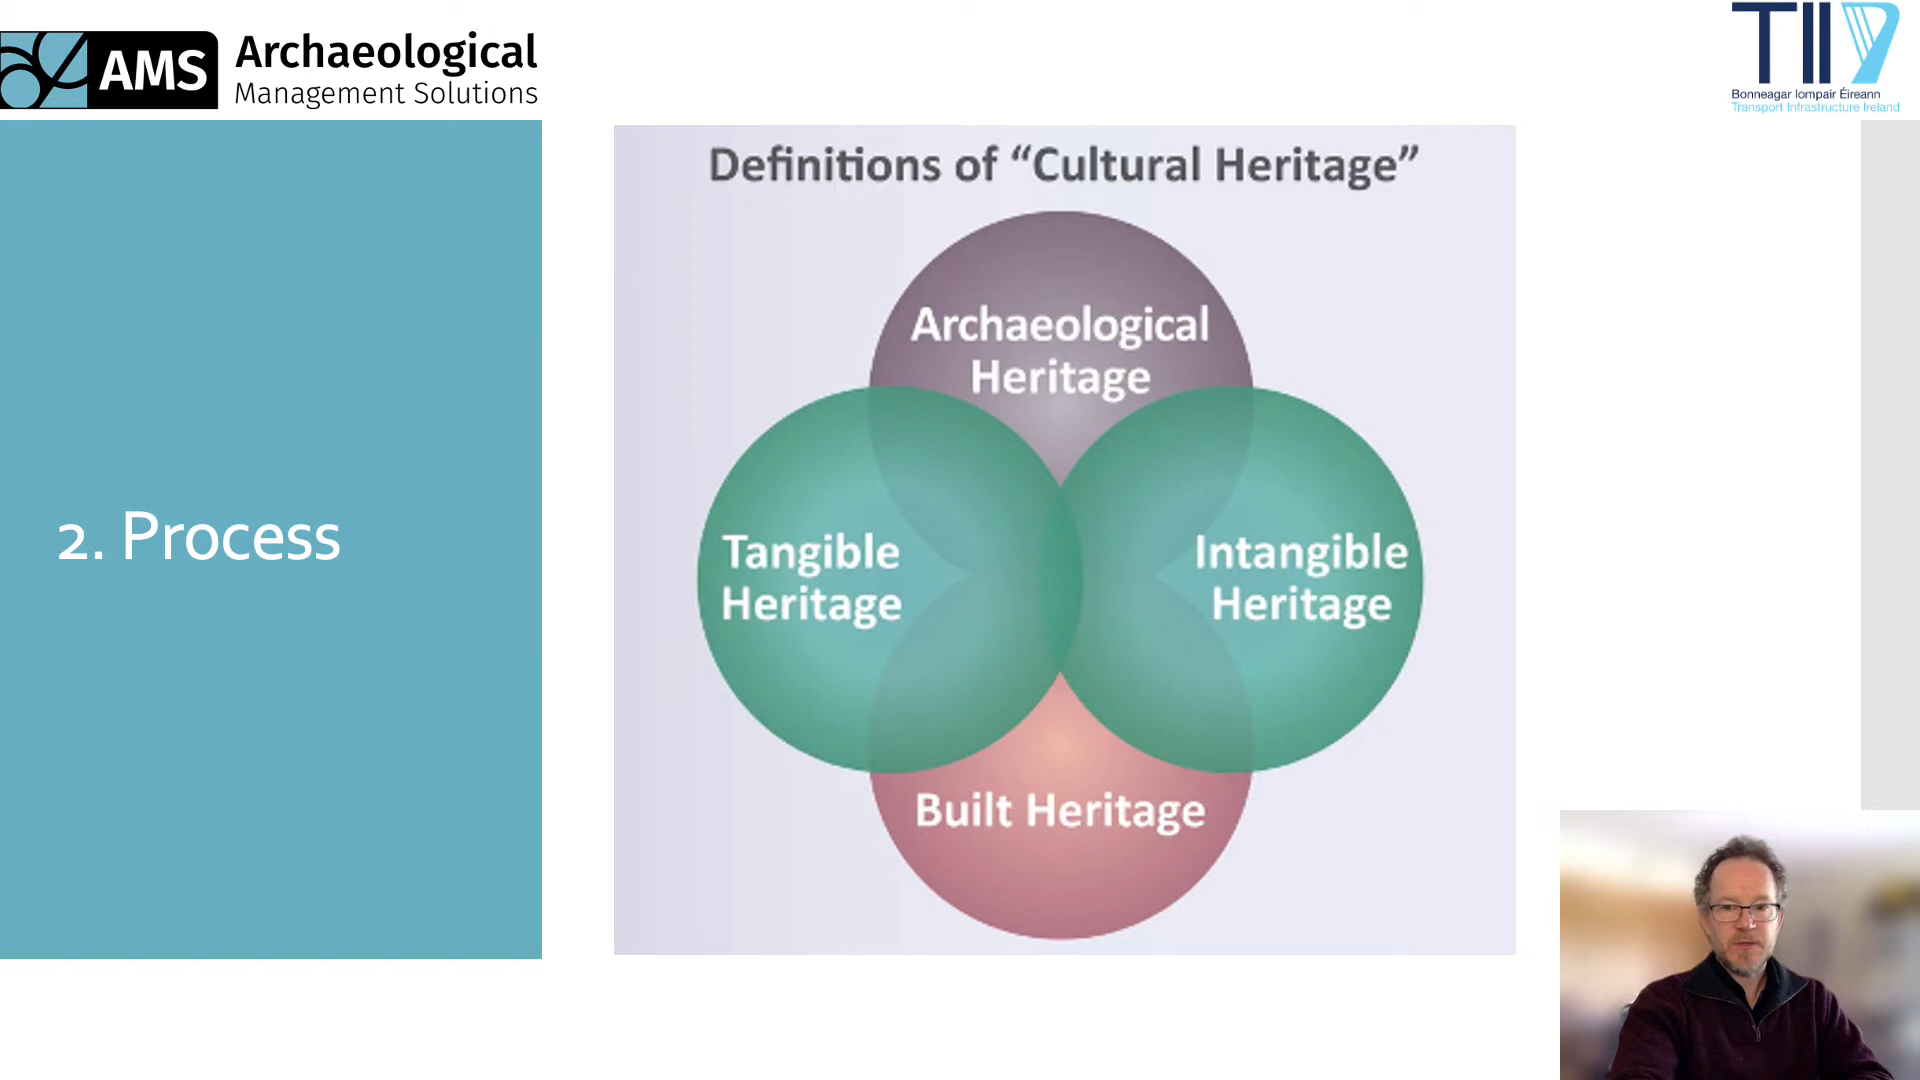 AMS
Archaeological
Management Solutions
TII
Bonneagar Iompair Éireann
Transport Infrastructure Ireland
2. Process
Definitions of “Cultural Heritage”
Archaeological
Heritage
Tangible
Heritage
Intangible
Heritage
Built Heritage